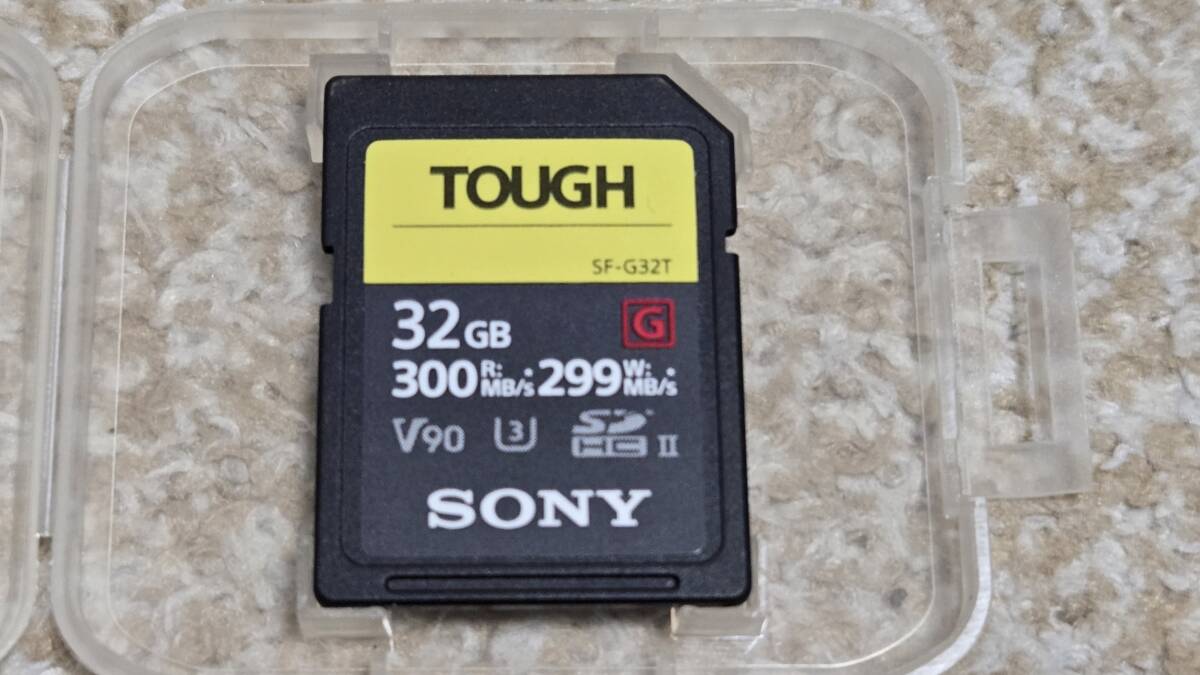 TOUGH
SF-G32T
32GB G
300 R: MB/s* 299 W: MB/s*
V90 3 SD HC II
SONY